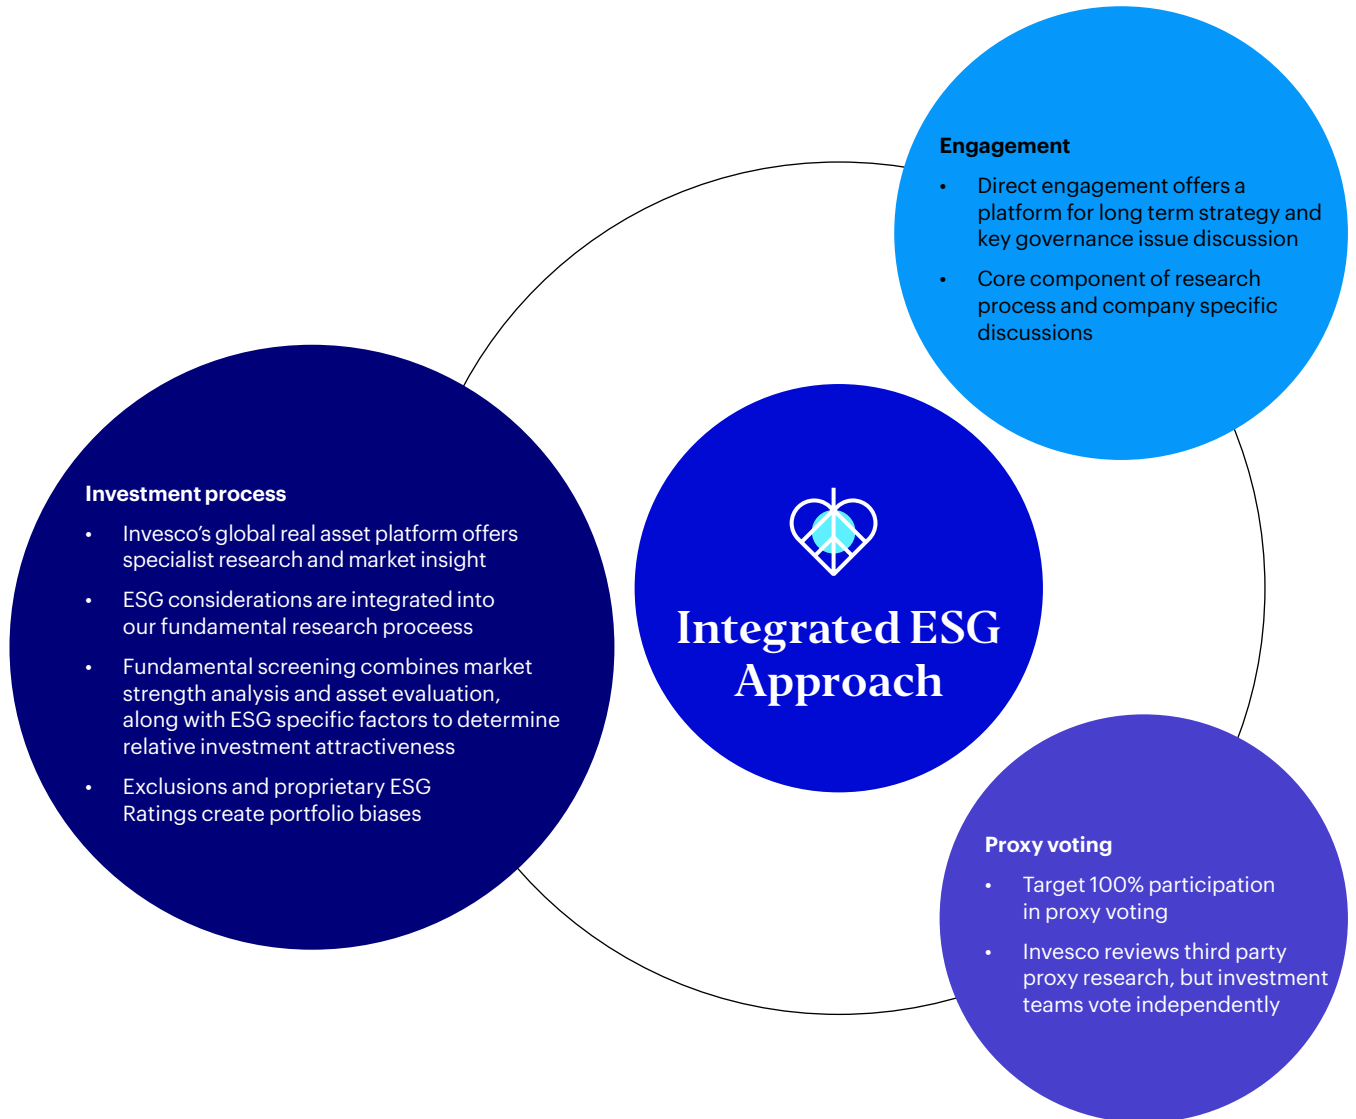 Engagement
• Direct engagement offers a
platform for long term strategy and
key governance issue discussion
• Core component of research
process and company specific
discussions
Investment process
• Invesco’s global real asset platform offers
specialist research and market insight
• ESG considerations are integrated into
our fundamental research proceess
• Fundamental screening combines market
strength analysis and asset evaluation,
along with ESG specific factors to determine
relative investment attractiveness
• Exclusions and proprietary ESG
Ratings create portfolio biases
Integrated ESG
Approach
Proxy voting
• Target 100% participation
in proxy voting
• Invesco reviews third party
proxy research, but investment
teams vote independently